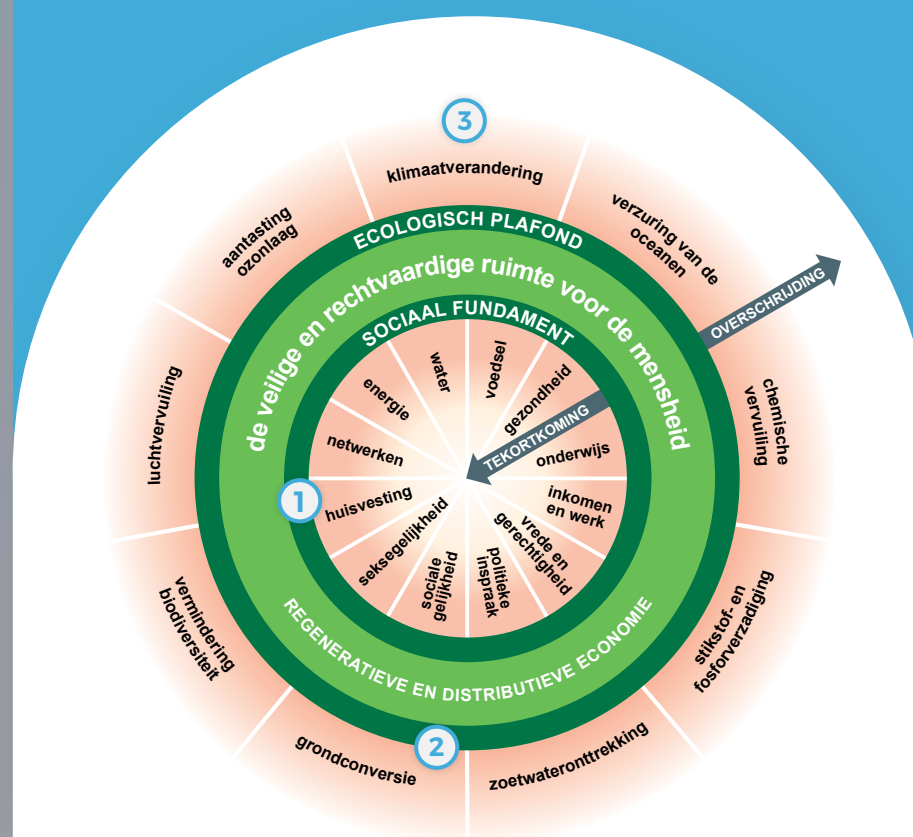 3
klimaatverandering
verzuring van de
oceanen
aantasting
ozonlaag
ECOLOGISCH PLAFOND
de veilige en rechtvaardige ruimte voor de mensheid
SOCIAAL FUNDAMENT
OVERSCHRIJDING
luchtvervuiling
chemische
vervuiling
water
voedsel
energie
gezondheid
TEKORTKOMING
netwerken
onderwijs
1
huisvesting
inkomen
en werk
seksegelijkheid
vrede en
gerechtigheid
sociale
gelijkheid
politieke
inspraak
vermindering
biodiversiteit
stikstof- en
fosforverzadiging
REGENERATIEVE EN DISTRIBUTIEVE ECONOMIE
2
grondconversie
zoetwateronttrekking